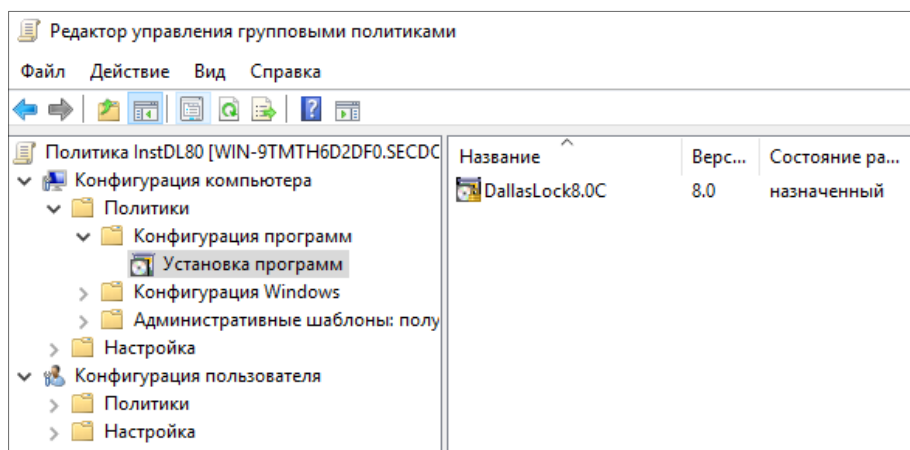 Редактор управления групповыми политиками
Файл Действие Вид Справка
Политика InstDL80 [WIN-9TMTH6D2DF0.SECDC
Конфигурация компьютера
Политики
Конфигурация программ
Установка программ
Конфигурация Windows
Административные шаблоны: полу
Настройка
Конфигурация пользователя
Политики
Настройка
Название Верс... Состояние ра...
DallasLock8.0C 8.0 назначенный